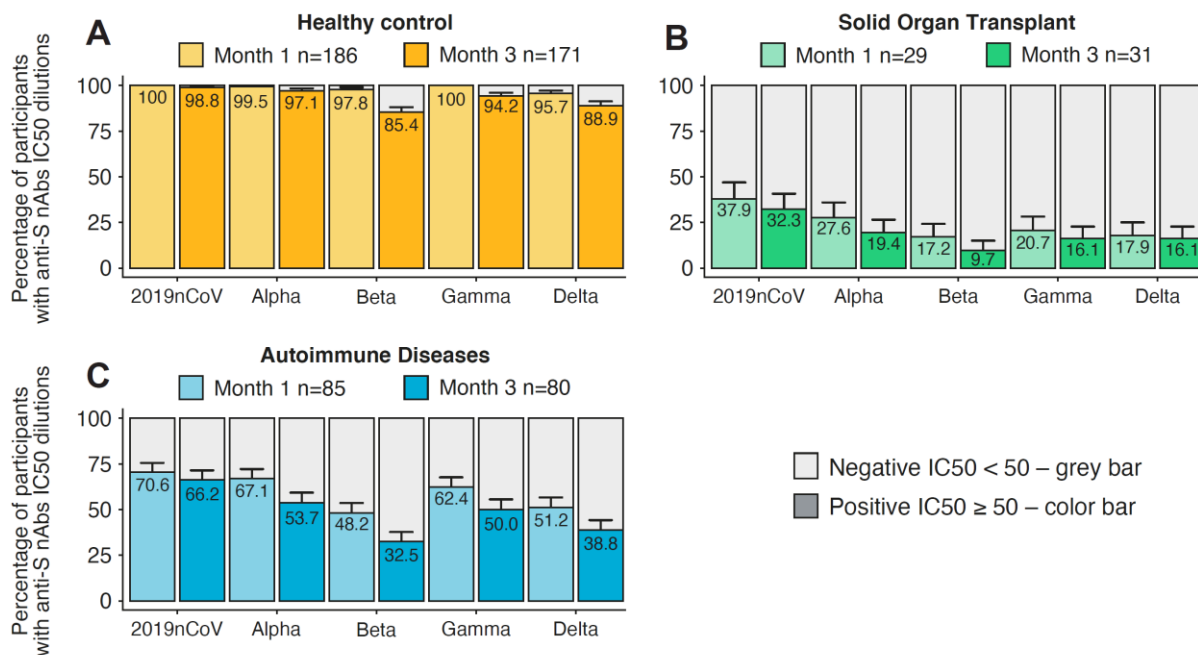 A
Healthy control
Month 1 n=186 Month 3 n=171
Percentage of participants
with anti-S nAbs IC50 dilutions
100
75
50
25
0
100 98.8 99.5 97.1 97.8 85.4 100 94.2 95.7 88.9
2019nCoV Alpha Beta Gamma Delta
B
Solid Organ Transplant
Month 1 n=29 Month 3 n=31
100
75
50
25
0
37.9 32.3 27.6 19.4 17.2 9.7 20.7 16.1 17.9 16.1
2019nCoV Alpha Beta Gamma Delta
C
Autoimmune Diseases
Month 1 n=85 Month 3 n=80
Percentage of participants
with anti-S nAbs IC50 dilutions
100
75
50
25
0
70.6 66.2 67.1 53.7 48.2 32.5 62.4 50.0 51.2 38.8
2019nCoV Alpha Beta Gamma Delta
Negative IC50 < 50 – grey bar
Positive IC50 ≥ 50 – color bar